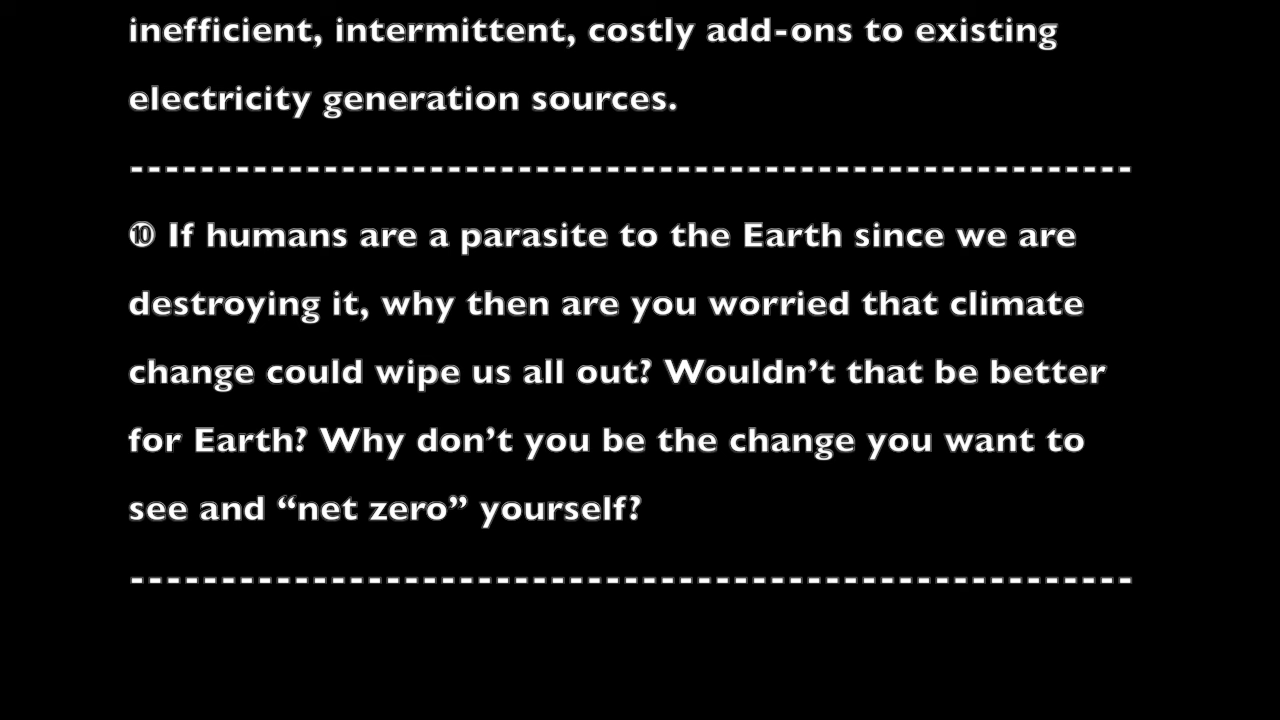 inefficient, intermittent, costly add-ons to existing
electricity generation sources.
---------------------------------------------------------
⑩ If humans are a parasite to the Earth since we are
destroying it, why then are you worried that climate
change could wipe us all out? Wouldn’t that be better
for Earth? Why don’t you be the change you want to
see and “net zero” yourself?
---------------------------------------------------------